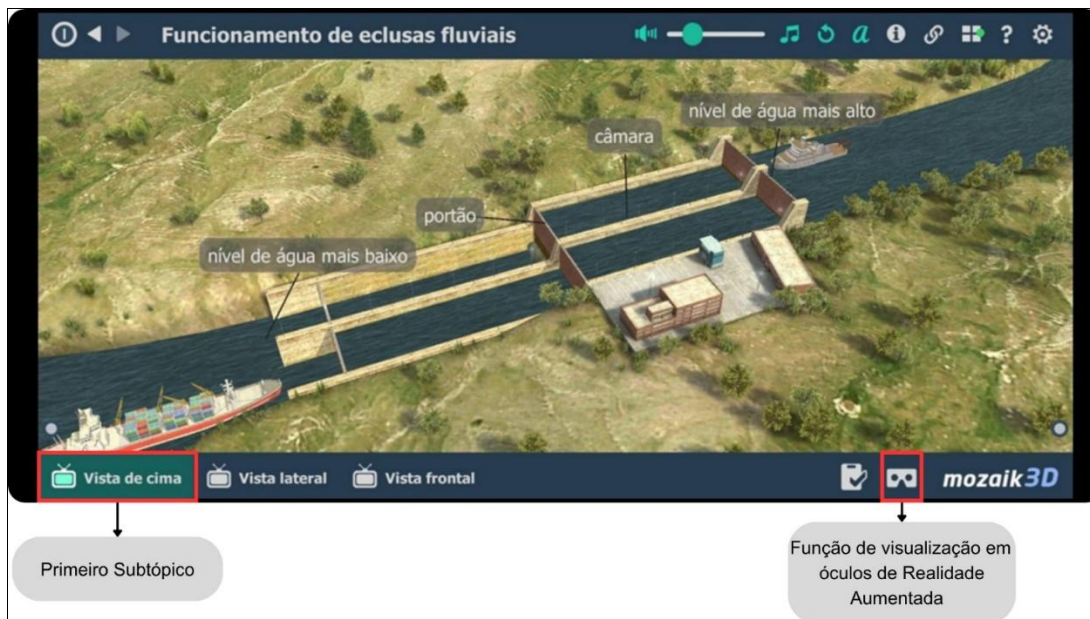 Funcionamento de eclusas fluviais
nível de água mais alto
câmara
portão
nível de água mais baixo
Vista de cima
Vista lateral
Vista frontal
mozaik3D
Primeiro Subtópico
Função de visualização em
óculos de Realidade
Aumentada